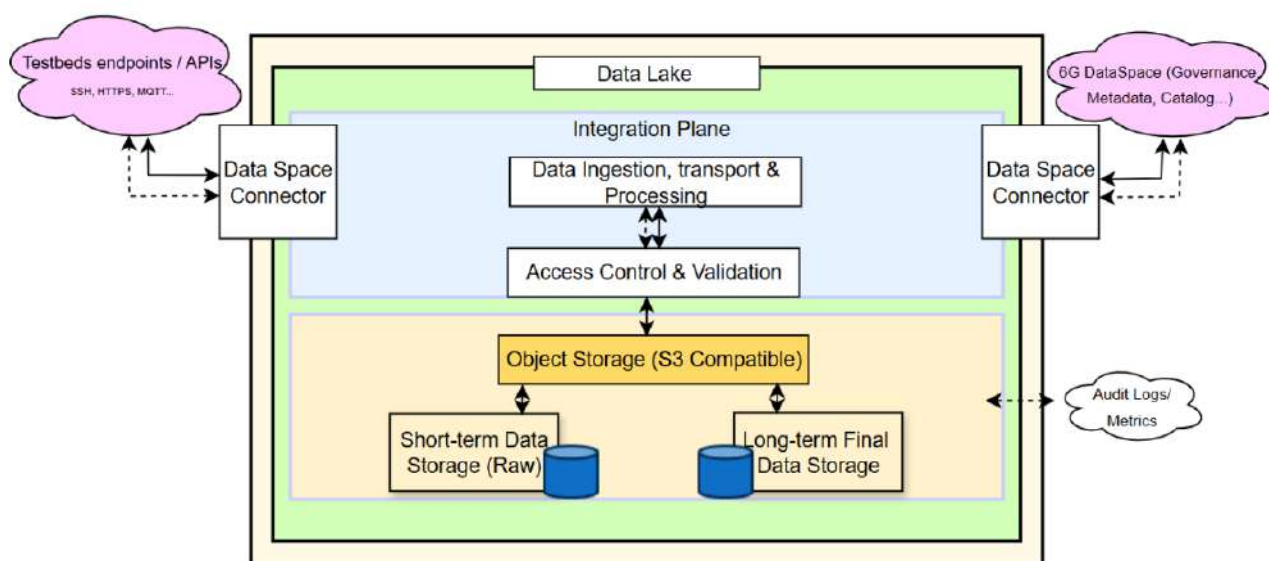 Testbeds endpoints / APIs
SSH, HTTPS, MQTT...
Data Lake
6G DataSpace (Governance,
Metadata, Catalog...)
Integration Plane
Data Space
Connector
Data Ingestion, transport &
Processing
Data Space
Connector
Access Control & Validation
Object Storage (S3 Compatible)
Audit Logs/
Metrics
Short-term Data
Storage (Raw)
Long-term Final
Data Storage